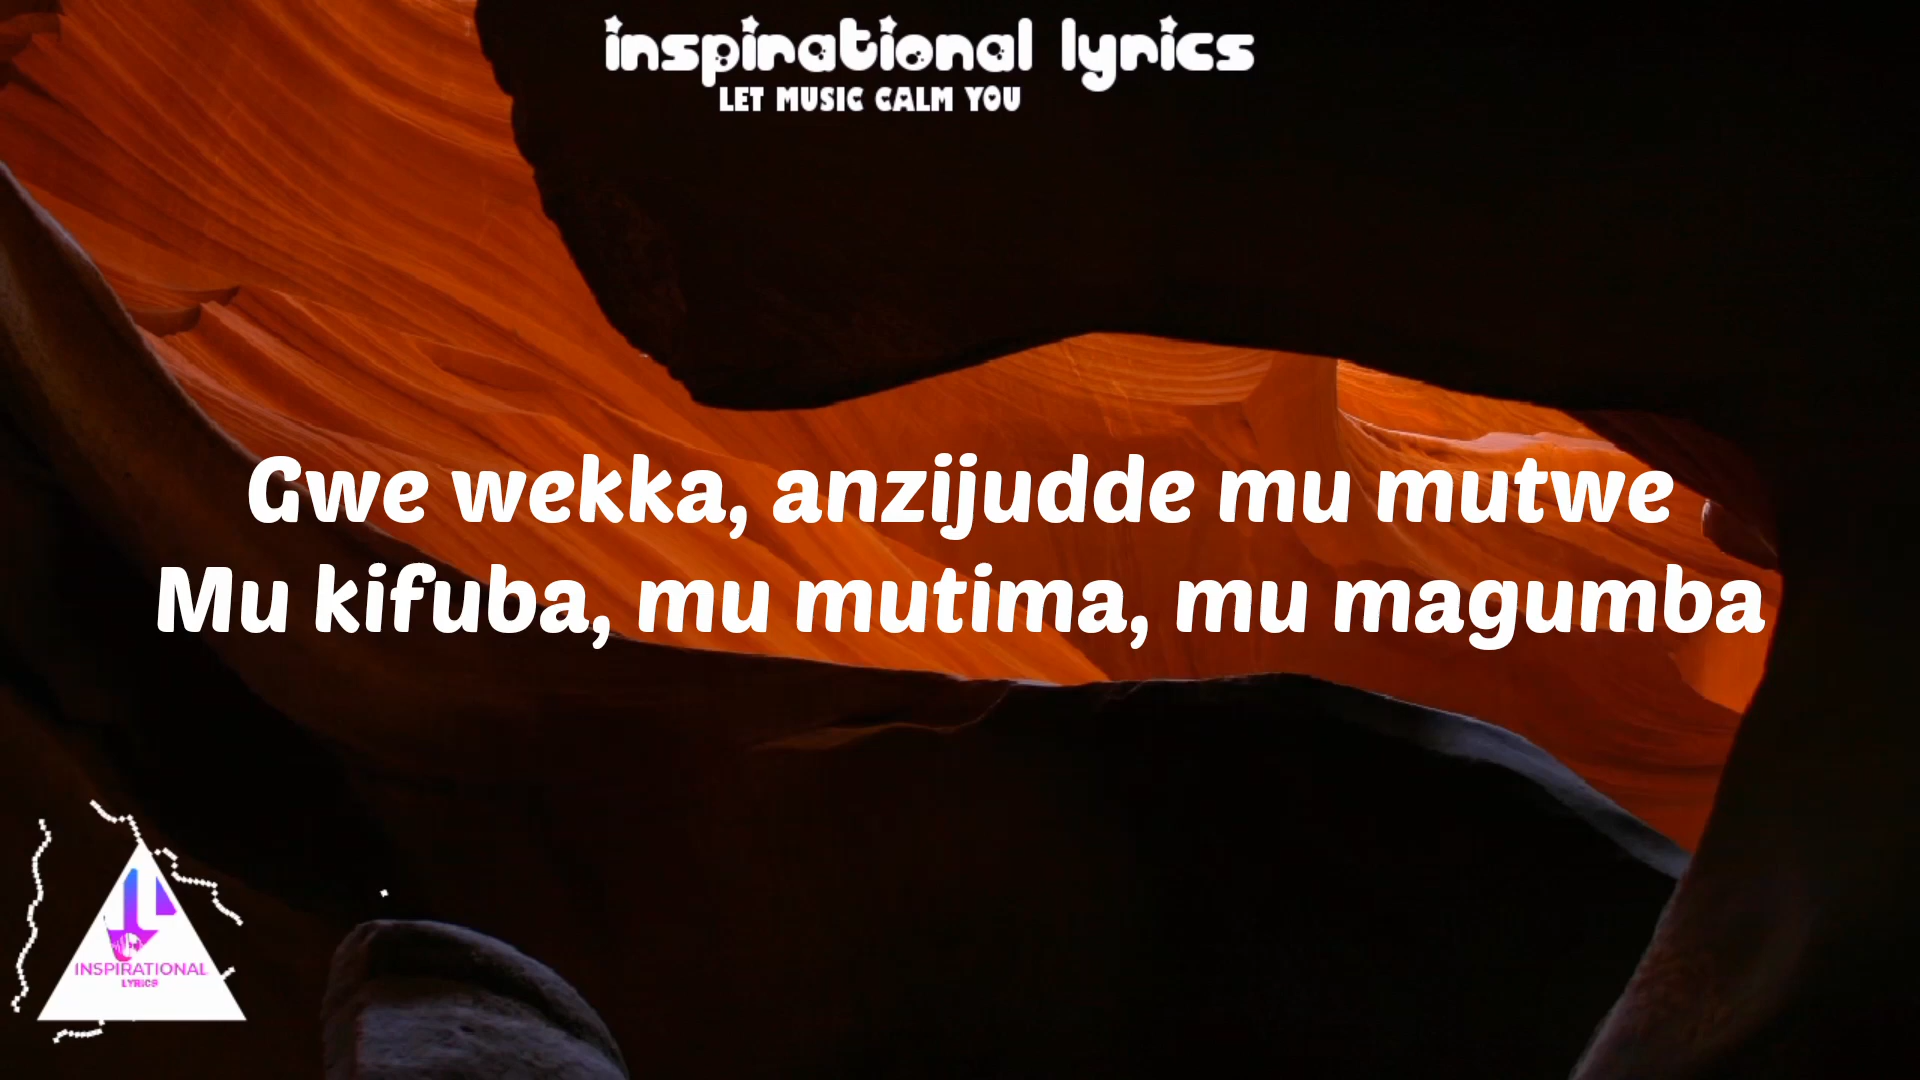 inspirational lyrics
LET MUSIC CALM YOU
Gwe wekka, anzijudde mu mutwe
Mu kifuba, mu mutima, mu magumba
INSPIRATIONAL
LYRICS